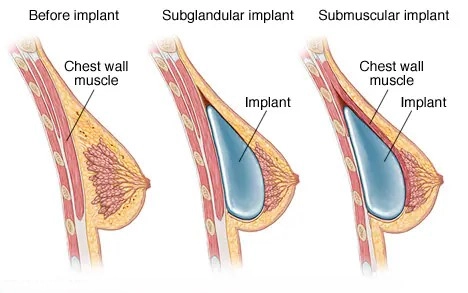 Before implant
Subglandular implant
Submuscular implant
Chest wall
muscle
Implant
Chest wall
muscle
Implant